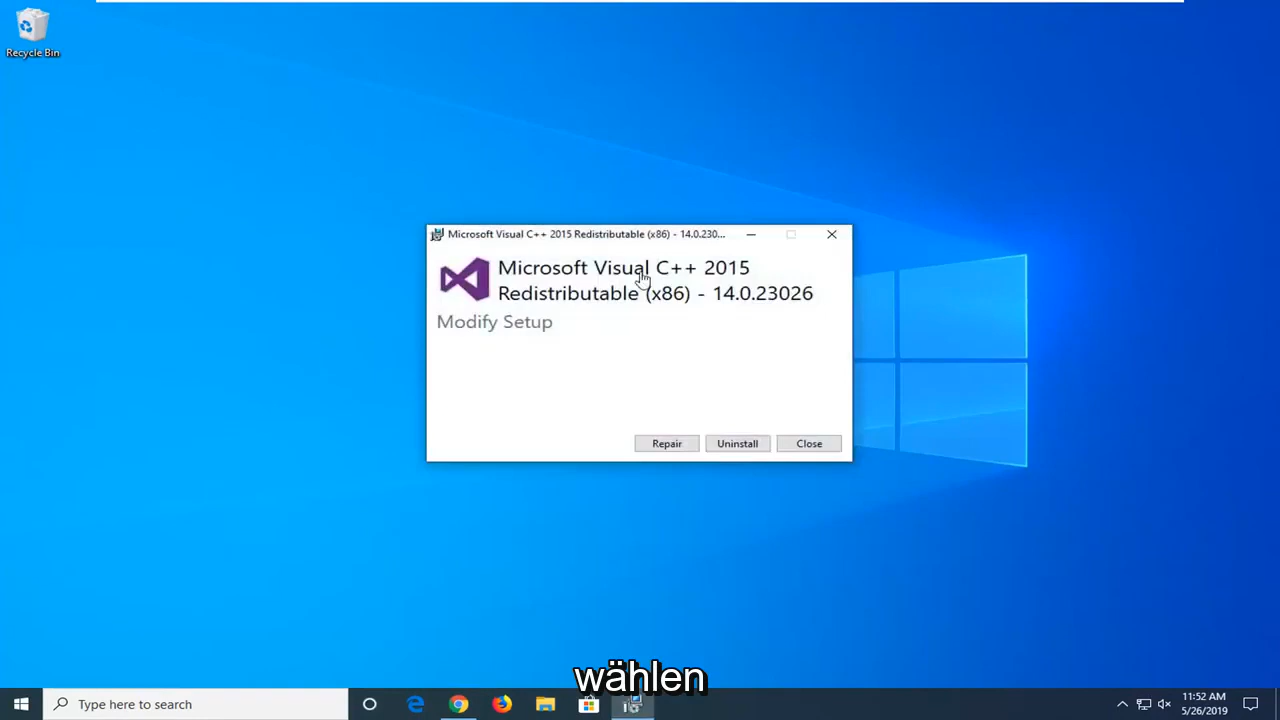 Recycle Bin
Microsoft Visual C++ 2015 Redistributable (x86) - 14.0.230...
Microsoft Visual C++ 2015
Redistributable (x86) - 14.0.23026
Modify Setup
Repair
Uninstall
Close
wählen
Type here to search
11:52 AM
5/26/2019